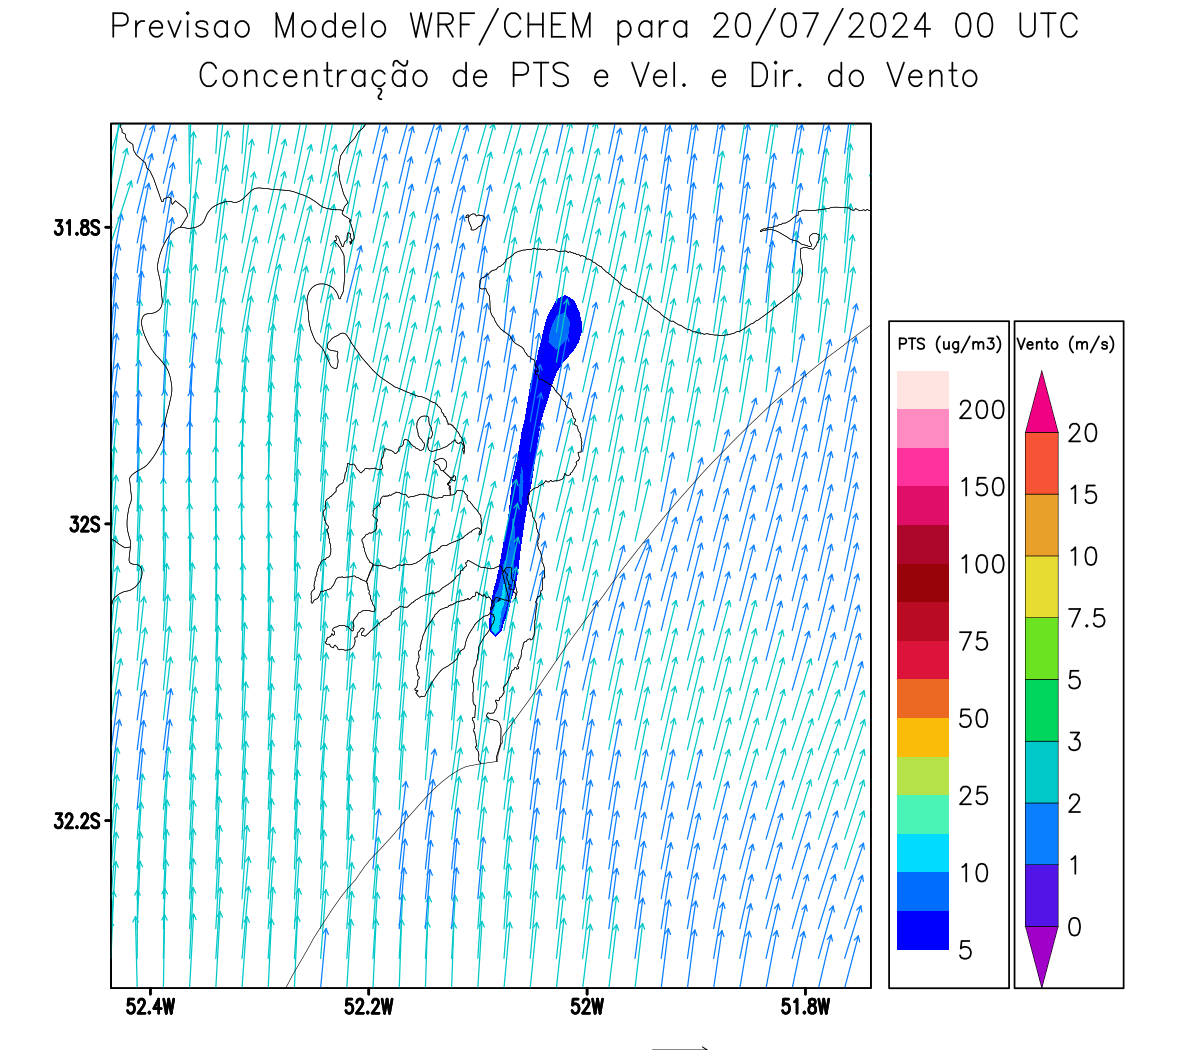 Previsao Modelo WRF/CHEM para 20/07/2024 00 UTC
Concentração de PTS e Vel. e Dir. do Vento
31.8S
32S
32.2S
52.4W
52.2W
52W
51.8W
PTS (ug/m3)
200
150
100
75
50
25
10
5
Vento (m/s)
20
15
10
7.5
5
3
2
1
0